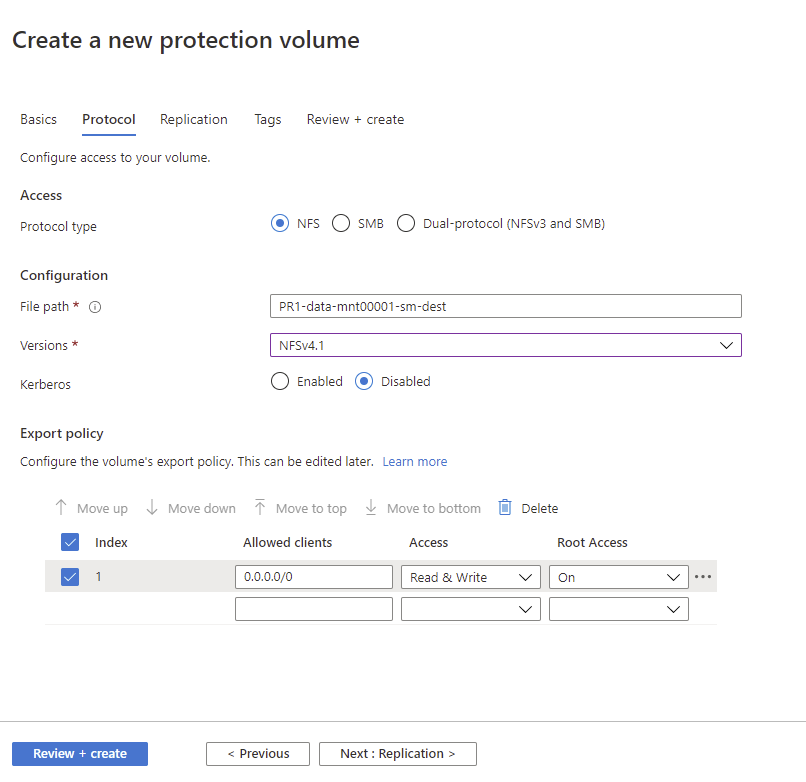 Create a new protection volume
Basics Protocol Replication Tags Review + create
Configure access to your volume.
Access
Protocol type NFS SMB Dual-protocol (NFSv3 and SMB)
Configuration
File path * PR1-data-mnt00001-sm-dest
Versions * NFSv4.1
Kerberos Enabled Disabled
Export policy
Configure the volume's export policy. This can be edited later. Learn more
Move up Move down Move to top Move to bottom Delete
Index Allowed clients Access Root Access
1 0.0.0.0/0 Read & Write On
Review + create < Previous Next : Replication >